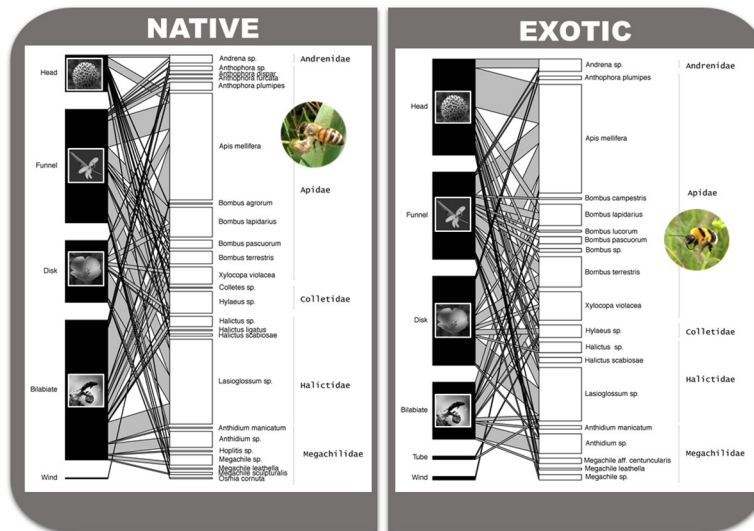 NATIVE
Head
Funnel
Disk
Bilabiate
Wind
Andrena sp.
Anthophora sp.
Anthophora dispar
Anthophora furcata
Anthophora plumipes
Apis mellifera
Bombus agrorum
Bombus lapidarius
Bombus pascuorum
Bombus terrestris
Xylocopa violacea
Colletes sp.
Hylaeus sp.
Halictus sp.
Halictus ligatus
Halictus scabiosae
Lasioglossum sp.
Anthidium manicatum
Anthidium sp.
Hoplitis sp.
Megachile sp.
Megachile leathella
Megachile sculpturalis
Osmia cornuta
Andrenidae
Apidae
Colletidae
Halictidae
Megachilidae
EXOTIC
Head
Funnel
Disk
Bilabiate
Tube
Wind
Andrena sp.
Anthophora plumipes
Apis mellifera
Bombus campestris
Bombus lapidarius
Bombus lucorum
Bombus pascuorum
Bombus sp.
Bombus terrestris
Xylocopa violacea
Hylaeus sp.
Halictus sp.
Halictus scabiosae
Lasioglossum sp.
Anthidium manicatum
Anthidium sp.
Megachile aff. centuncularis
Megachile leathella
Megachile sp.
Andrenidae
Apidae
Colletidae
Halictidae
Megachilidae